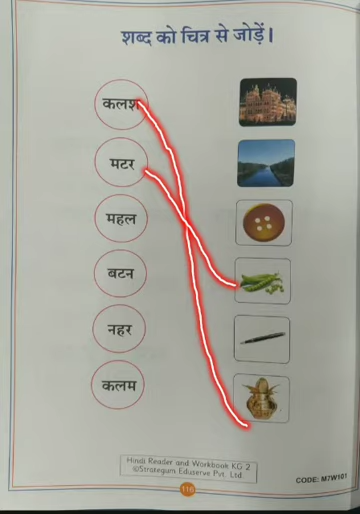 शब्द को चित्र से जोड़ें।
कलश
मटर
महल
बटन
नहर
कलम
Hindi Reader and Workbook KG 2
©Strategum Eduserve Pvt. Ltd.
116
CODE: M7W101